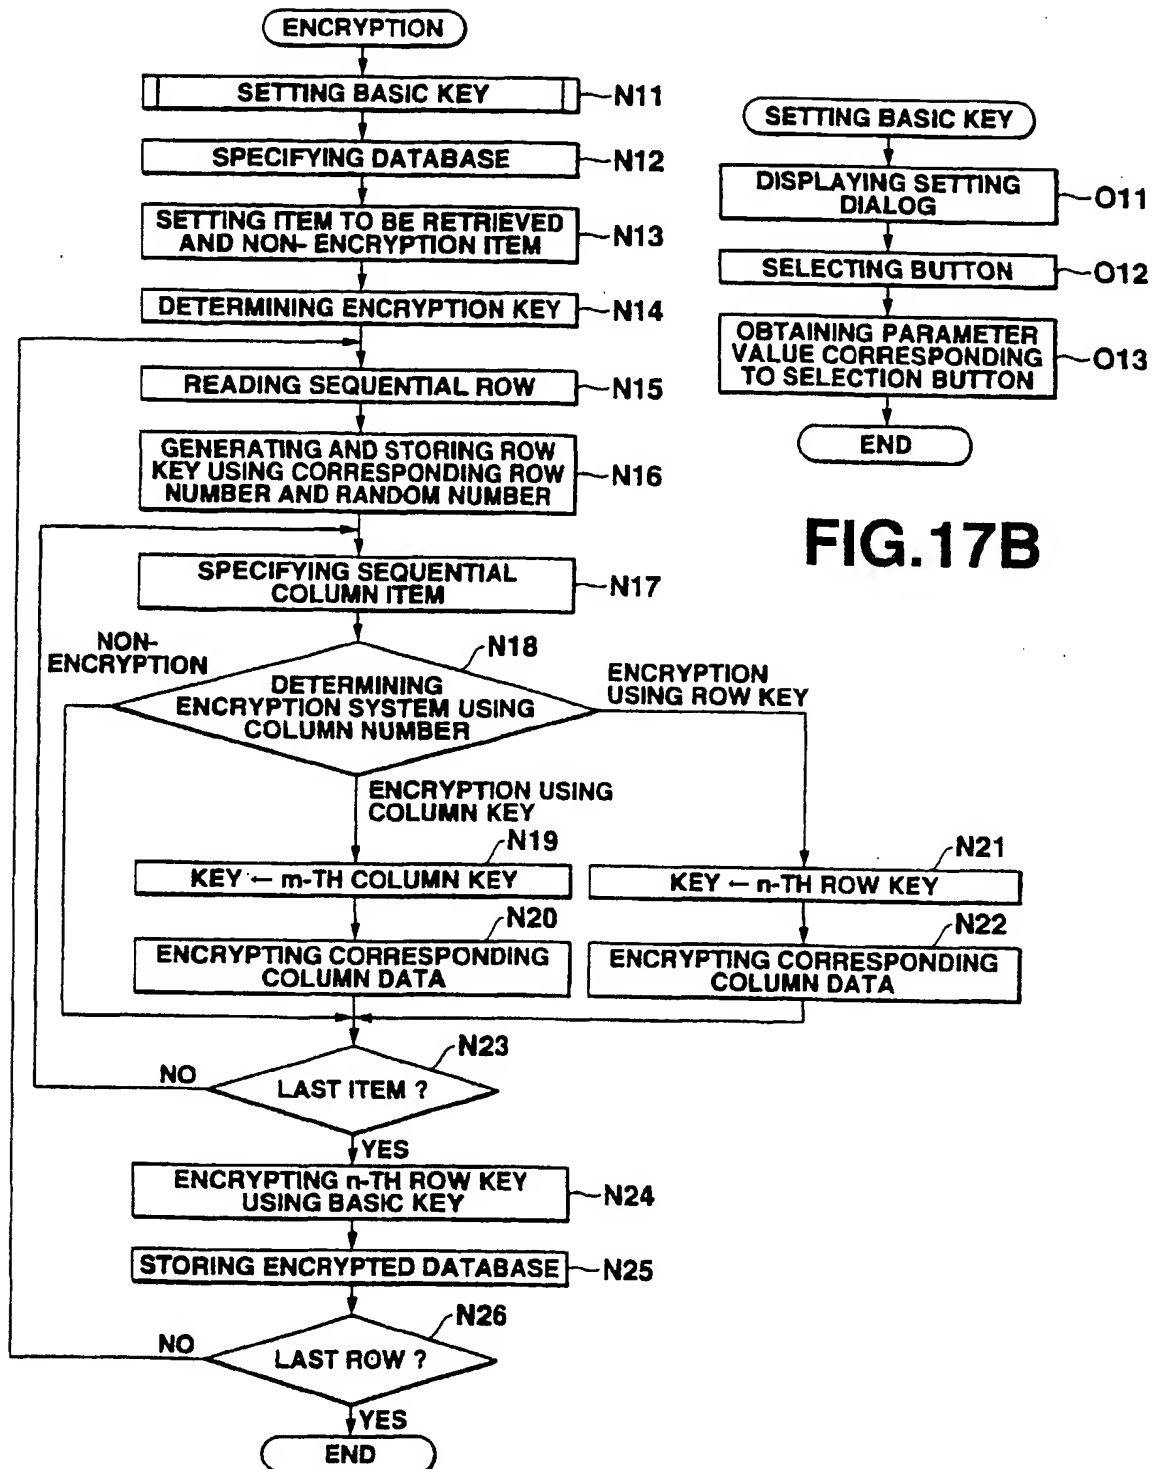 ENCRYPTION
SETTING BASIC KEY
N11
SPECIFYING DATABASE
N12
SETTING ITEM TO BE RETRIEVED
AND NON- ENCRYPTION ITEM
N13
DETERMINING ENCRYPTION KEY
N14
READING SEQUENTIAL ROW
N15
GENERATING AND STORING ROW
KEY USING CORRESPONDING ROW
NUMBER AND RANDOM NUMBER
N16
SPECIFYING SEQUENTIAL
COLUMN ITEM
N17
NON-
ENCRYPTION
N18
DETERMINING
ENCRYPTION SYSTEM USING
COLUMN NUMBER
ENCRYPTION
USING ROW KEY
ENCRYPTION USING
COLUMN KEY
N19
KEY ← m-TH COLUMN KEY
N20
ENCRYPTING CORRESPONDING
COLUMN DATA
N21
KEY ← n-TH ROW KEY
N22
ENCRYPTING CORRESPONDING
COLUMN DATA
N23
NO
LAST ITEM ?
YES
ENCRYPTING n-TH ROW KEY
USING BASIC KEY
N24
STORING ENCRYPTED DATABASE
N25
N26
NO
LAST ROW ?
YES
END
SETTING BASIC KEY
DISPLAYING SETTING
DIALOG
O11
SELECTING BUTTON
O12
OBTAINING PARAMETER
VALUE CORRESPONDING
TO SELECTION BUTTON
O13
END
FIG.17B